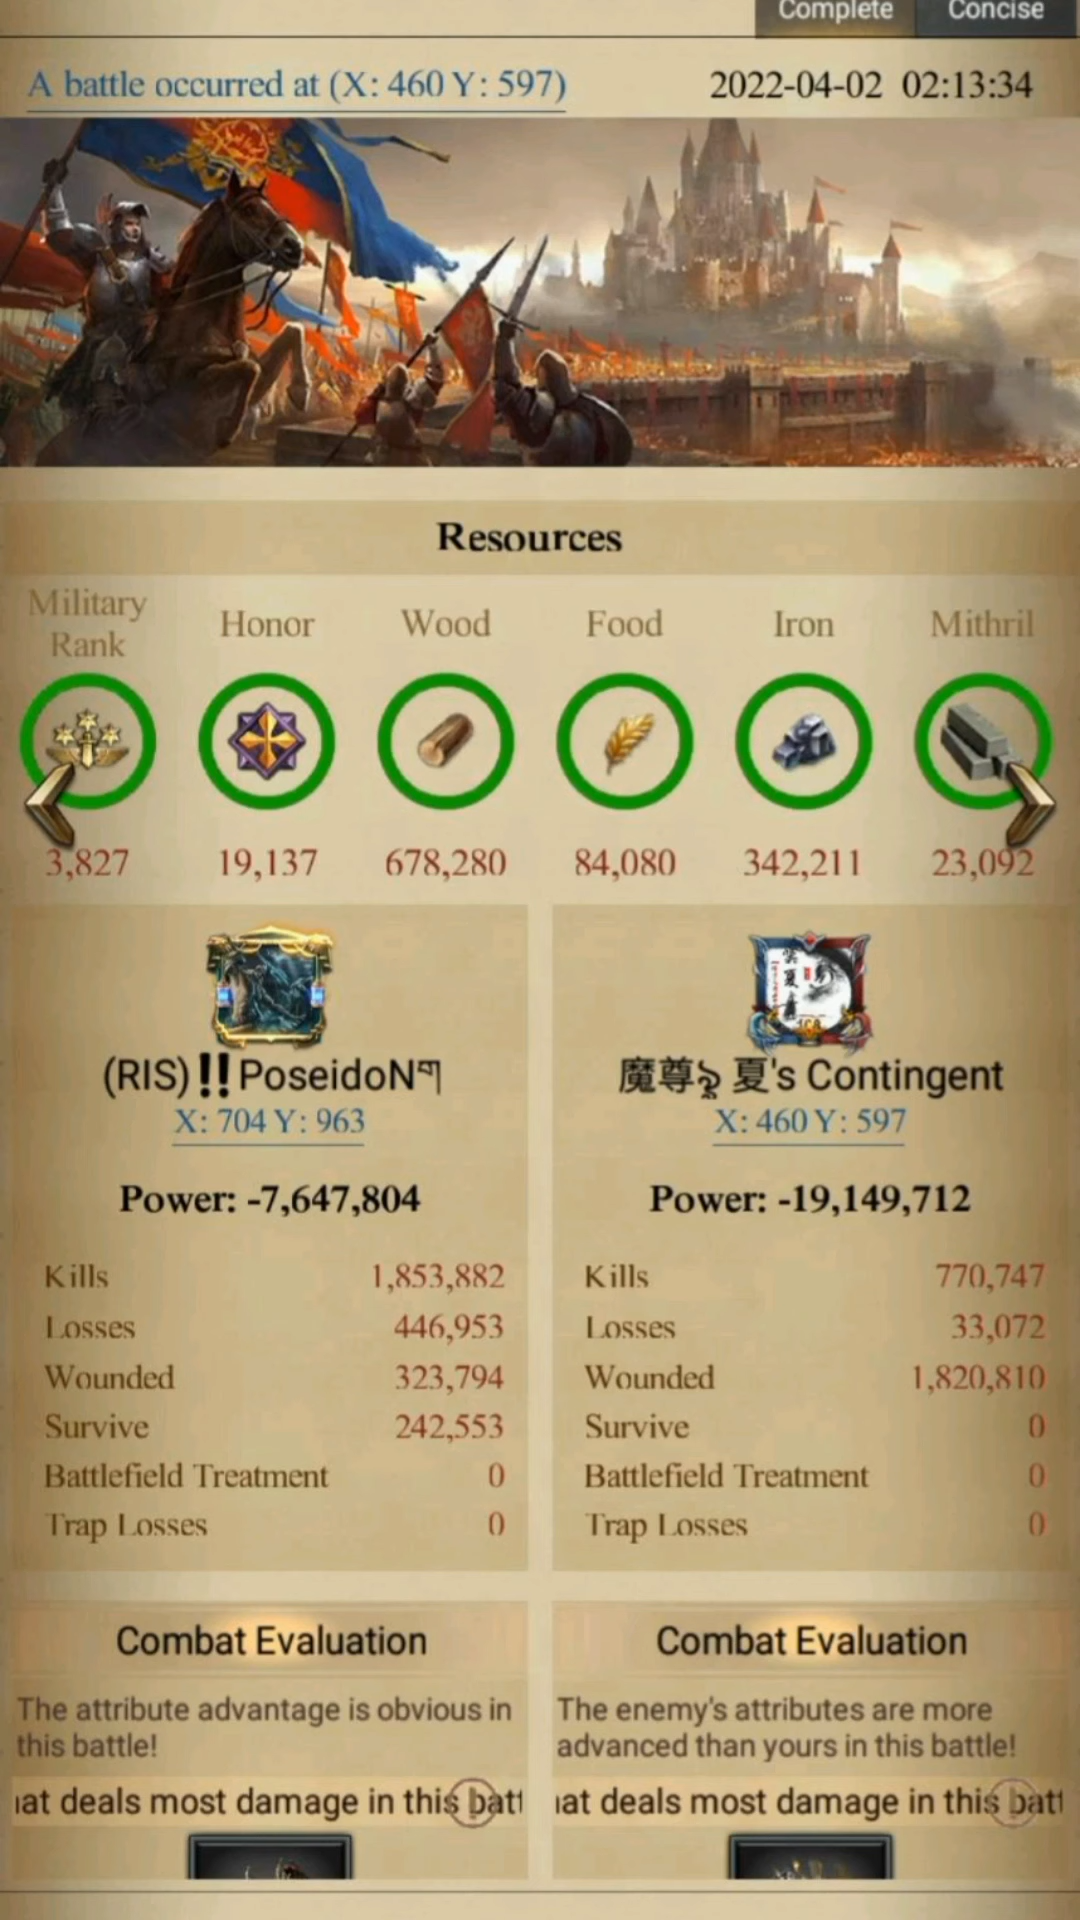 Complete Concise
A battle occurred at (X: 460 Y: 597) 2022-04-02 02:13:34
Resources
Military Rank Honor Wood Food Iron Mithril
3,827 19,137 678,280 84,080 342,211 23,092
(RIS)‼PoseidoN 魔尊 夏's Contingent
X: 704 Y: 963 X: 460 Y: 597
Power: -7,647,804 Power: -19,149,712
Kills 1,853,882 Kills 770,747
Losses 446,953 Losses 33,072
Wounded 323,794 Wounded 1,820,810
Survive 242,553 Survive 0
Battlefield Treatment 0 Battlefield Treatment 0
Trap Losses 0 Trap Losses 0
Combat Evaluation Combat Evaluation
The attribute advantage is obvious in The enemy's attributes are more
this battle! advanced than yours in this battle!
deals most damage in this deals most damage in this